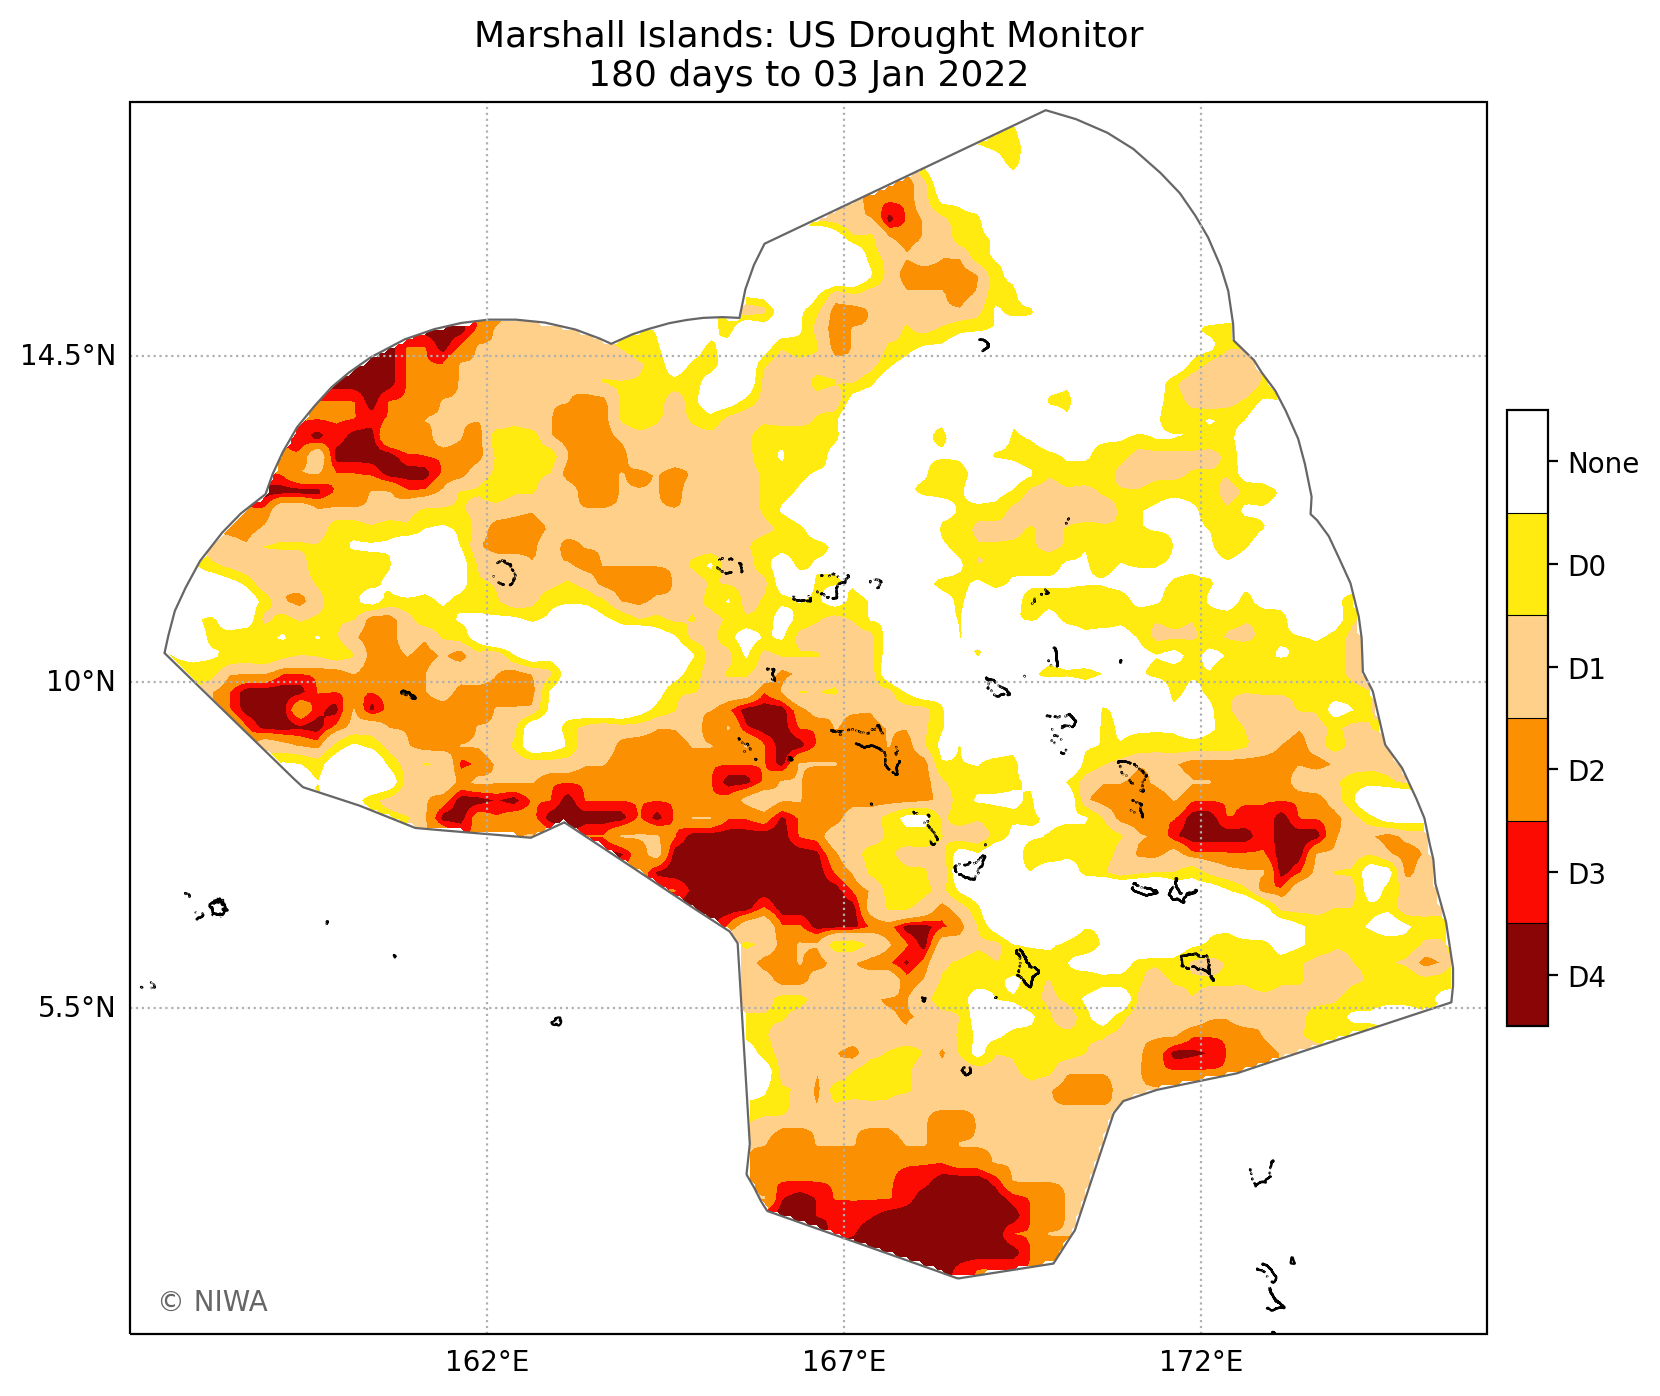 Marshall Islands: US Drought Monitor
180 days to 03 Jan 2022
14.5°N
10°N
5.5°N
162°E
167°E
172°E
None
D0
D1
D2
D3
D4
© NIWA